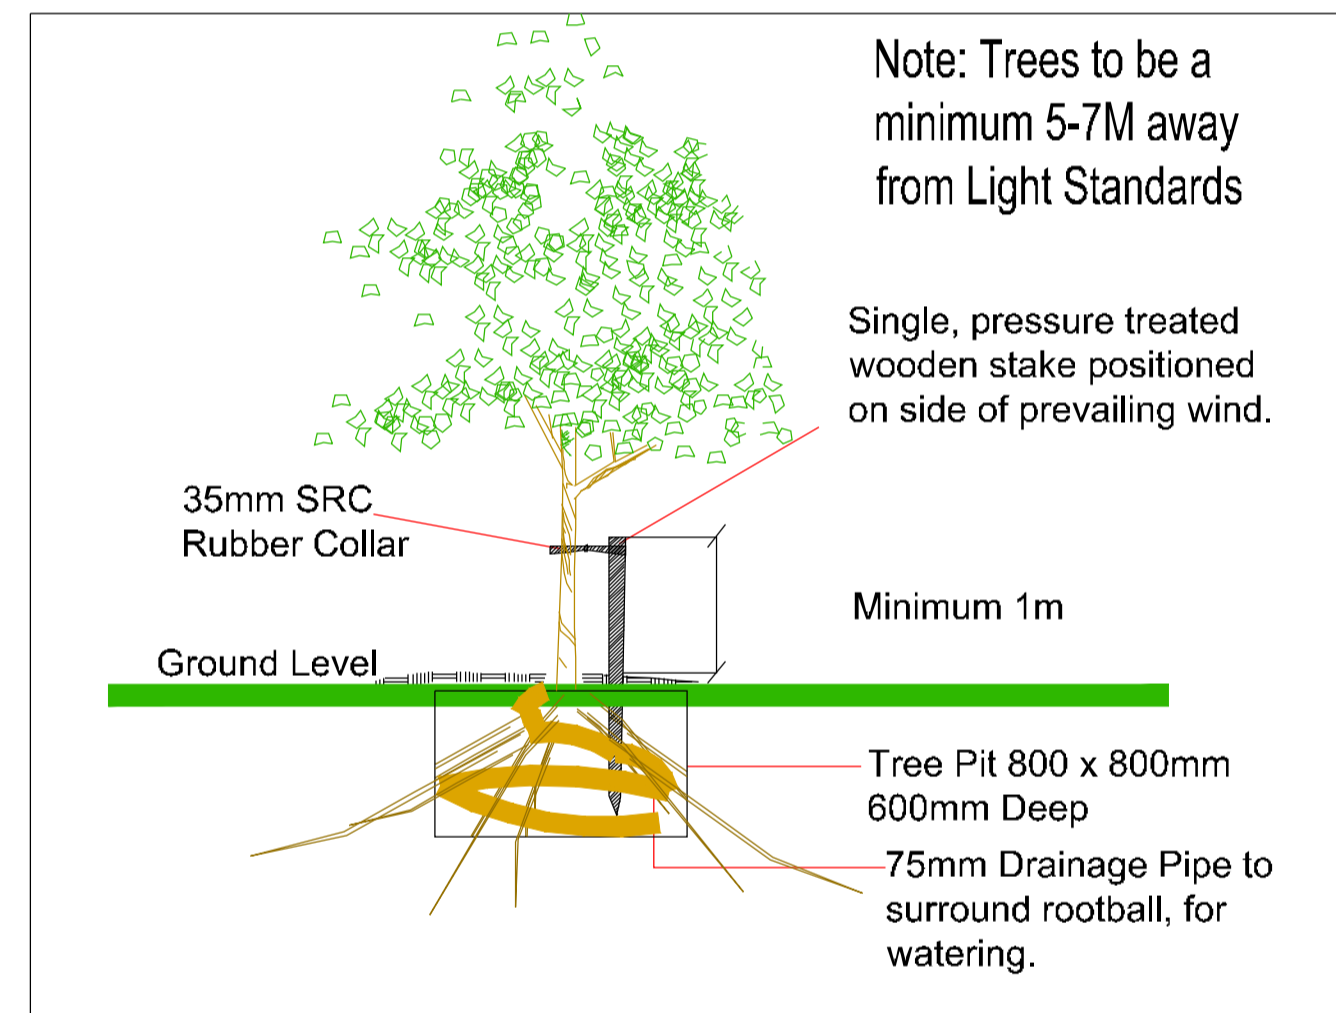 Note: Trees to be a
minimum 5-7M away
from Light Standards
Single, pressure treated
wooden stake positioned
on side of prevailing wind.
35mm SRC
Rubber Collar
Minimum 1m
Ground Level
Tree Pit 800 x 800mm
600mm Deep
75mm Drainage Pipe to
surround rootball, for
watering.